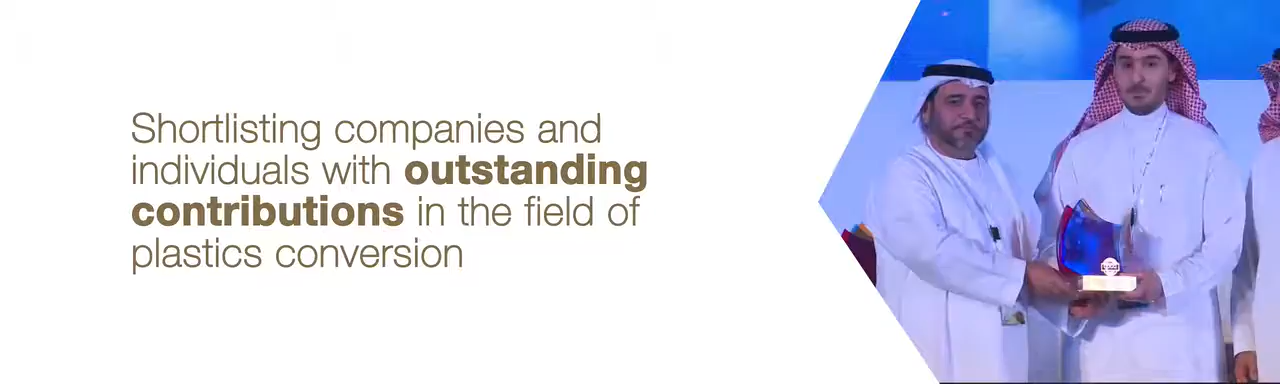 Shortlisting companies and
individuals with outstanding
contributions in the field of
plastics conversion